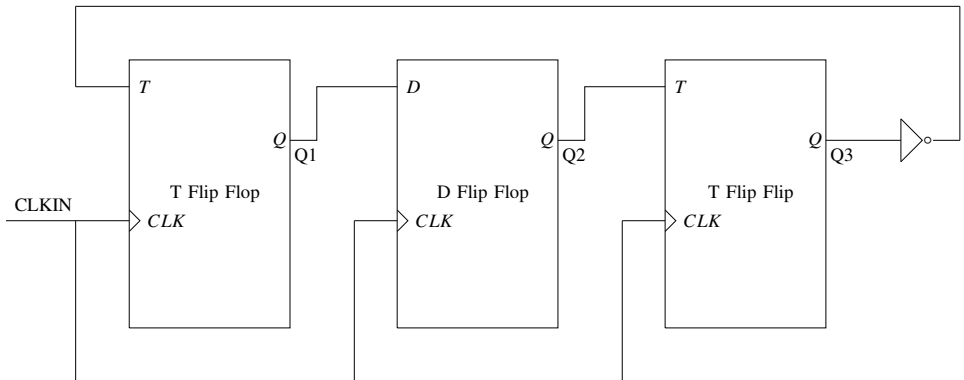 T
Q
Q1
T Flip Flop
CLKIN
CLK
D
Q
Q2
D Flip Flop
CLK
T
Q
Q3
T Flip Flip
CLK